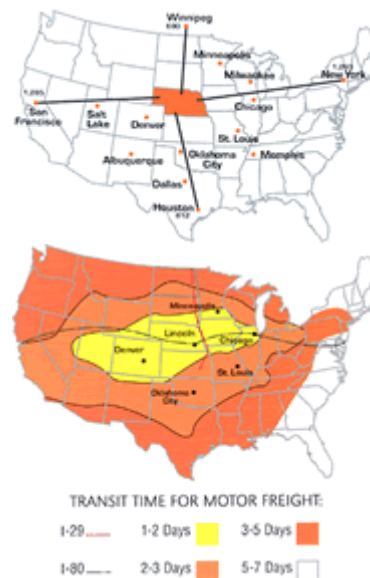 Winnipeg
Minneapolis
Milwaukee
New York
San
Francisco
Salt
Lake
Denver
Chicago
St. Louis
Albuquerque
Oklahoma
City
Memphis
Dallas
Houston
Minneapolis
Lincoln
Chicago
Denver
St. Louis
Oklahoma
City
TRANSIT TIME FOR MOTOR FREIGHT:
I-29 1-2 Days 3-5 Days
I-80 2-3 Days 5-7 Days